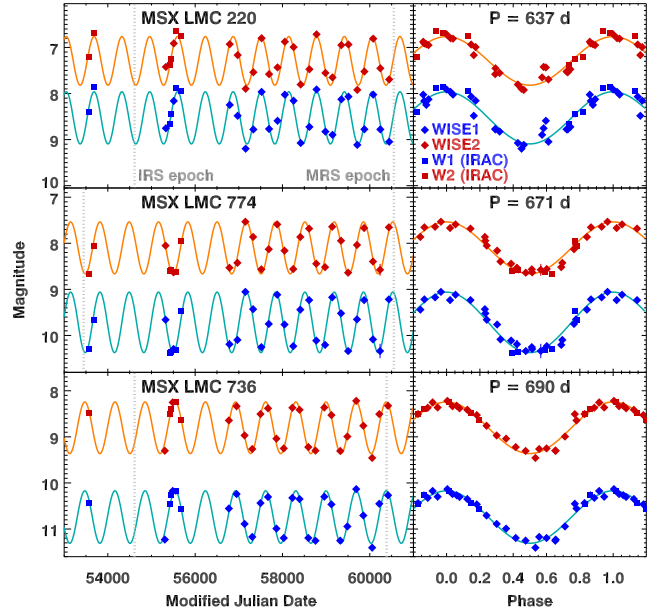 MSX LMC 220
P = 637 d
7
8
9
10
WISE1
WISE2
W1 (IRAC)
W2 (IRAC)
IRS epoch
MRS epoch
MSX LMC 774
P = 671 d
7
8
9
10
Magnitude
MSX LMC 736
P = 690 d
8
9
10
11
54000 56000 58000 60000
0.0 0.2 0.4 0.6 0.8 1.0
Modified Julian Date
Phase